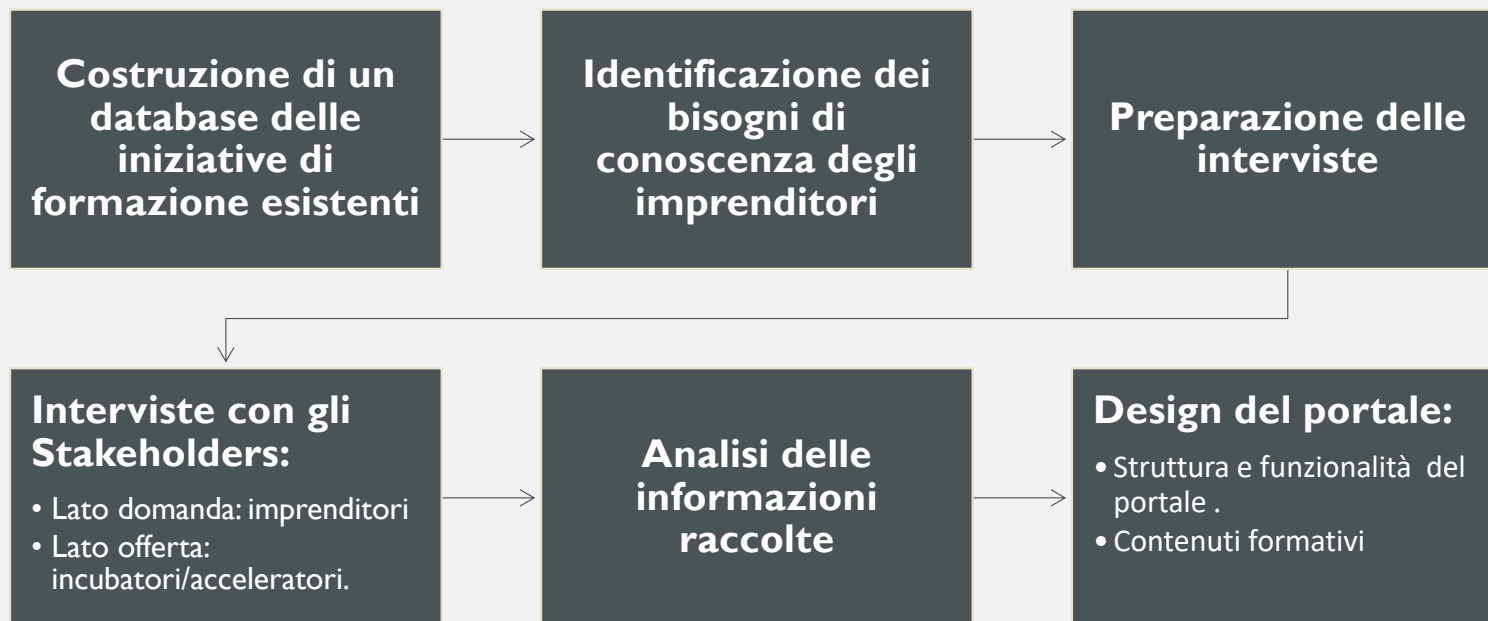 Costruzione di un
database delle
iniziative di
formazione esistenti
Identificazione dei
bisogni di
conoscenza degli
imprenditori
Preparazione delle
interviste
Interviste con gli
Stakeholders:
• Lato domanda: imprenditori
• Lato offerta:
incubatori/acceleratori.
Analisi delle
informazioni
raccolte
Design del portale:
• Struttura e funzionalità del
portale .
• Contenuti formativi